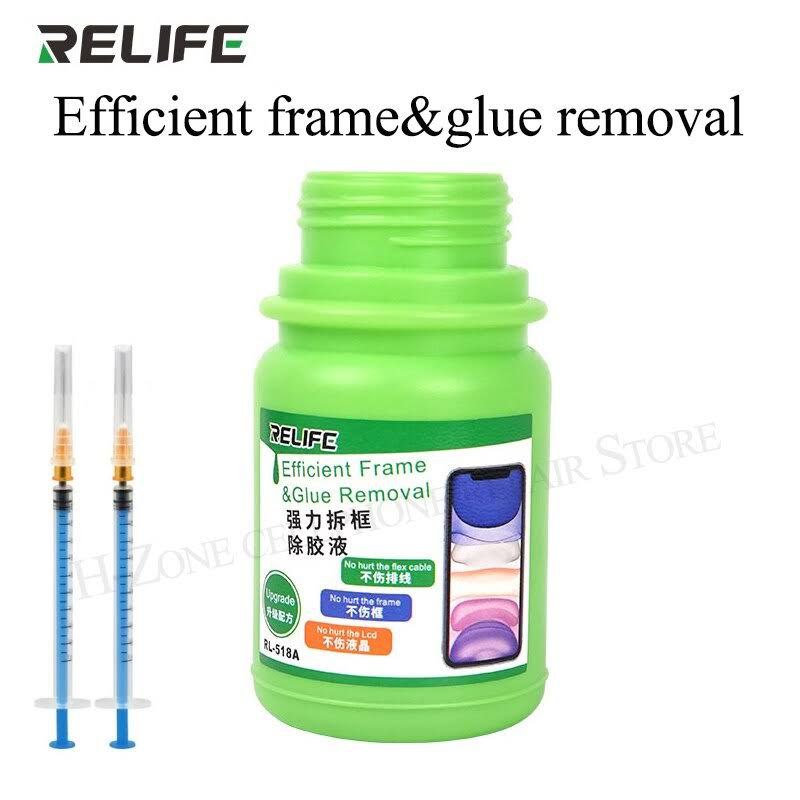 RELIFE
Efficient frame&glue removal
RELIFE
Efficient Frame
&Glue Removal
强力拆框
除胶液
No hurt the flex cable
不伤排线
Upgrade
升级配方
No hurt the frame
不伤框
No hurt the Lcd
不伤液晶
RL-518A